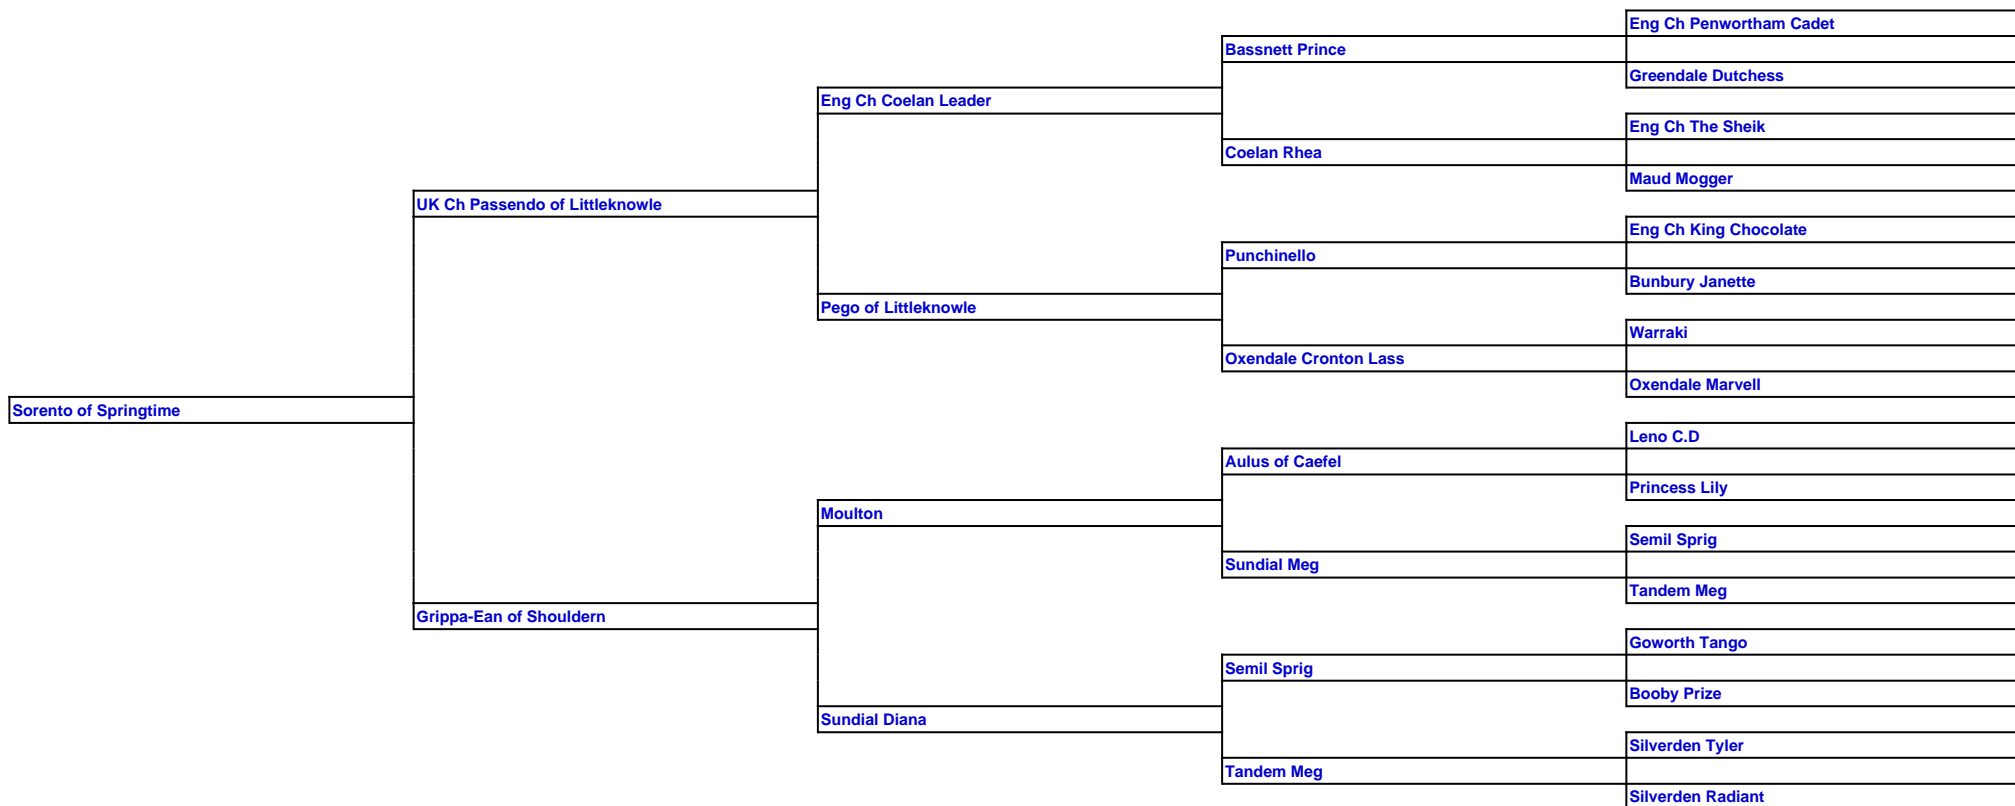 Eng Ch Penwortham Cadet
Bassnett Prince
Greendale Dutchess
Eng Ch Coelan Leader
Eng Ch The Sheik
Coelan Rhea
Maud Mogger
UK Ch Passendo of Littleknowle
Eng Ch King Chocolate
Punchinello
Bunbury Janette
Pego of Littleknowle
Warraki
Oxendale Cronton Lass
Oxendale Marvell
Sorento of Springtime
Leno C.D
Aulus of Caefel
Princess Lily
Moulton
Semil Sprig
Sundial Meg
Tandem Meg
Grippa-Ean of Shouldern
Goworth Tango
Semil Sprig
Booby Prize
Sundial Diana
Silverden Tyler
Tandem Meg
Silverden Radiant